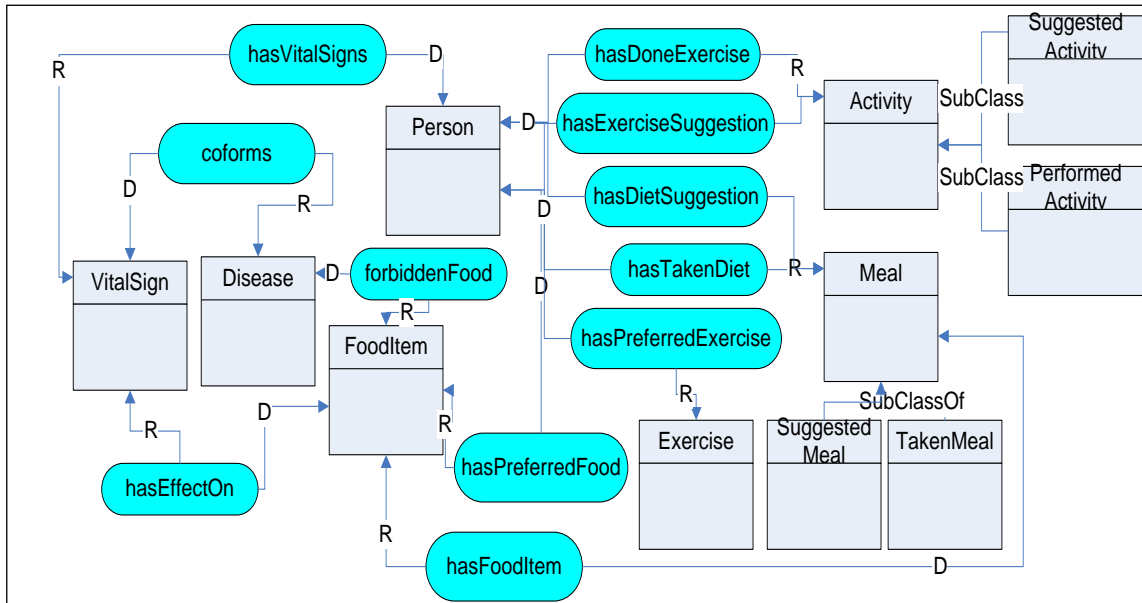 Suggested
Activity
hasVitalSigns
hasDoneExercise
D
R
R
Activity
SubClass
Person
D
hasExerciseSuggestion
coforms
SubClass
Performed
Activity
D
R
hasDietSuggestion
D
VitalSign
Disease
D
forbiddenFood
hasTakenDiet
R
Meal
D
R
FoodItem
hasPreferredExercise
R
SubClassOf
D
R
R
Exercise
Suggested
Meal
TakenMeal
hasPreferredFood
hasEffectOn
R
hasFoodItem
D